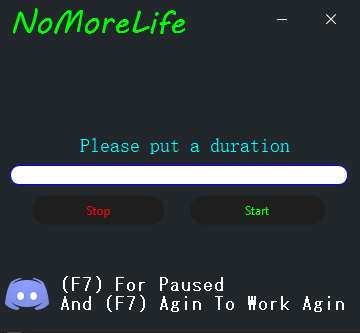 NoMoreLife
Please put a duration
Stop
Start
(F7) For Paused
And (F7) Agin To Work Agin